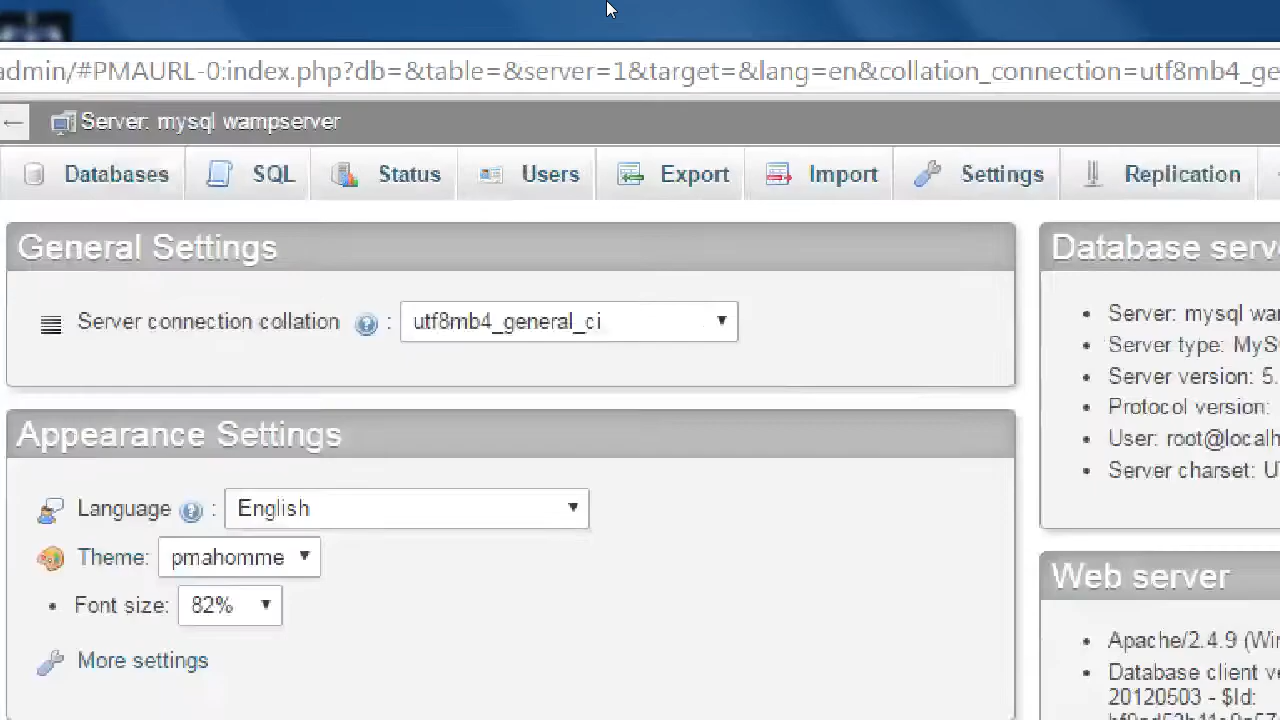 admin/#PMAURL-0:index.php?db=&table=&server=1&target=&lang=en&collation_connection=utf8mb4_ge
Server: mysql wampserver
Databases SQL Status Users Export Import Settings Replication
General Settings
Server connection collation : utf8mb4_general_ci
Appearance Settings
Language : English
Theme: pmahomme
• Font size: 82%
More settings
Database serv
• Server: mysql wa
• Server type: MyS
• Server version: 5.
• Protocol version:
• User: root@local
• Server charset: U
Web server
• Apache/2.4.9 (Wi
• Database client ve
20120503 - $Id: